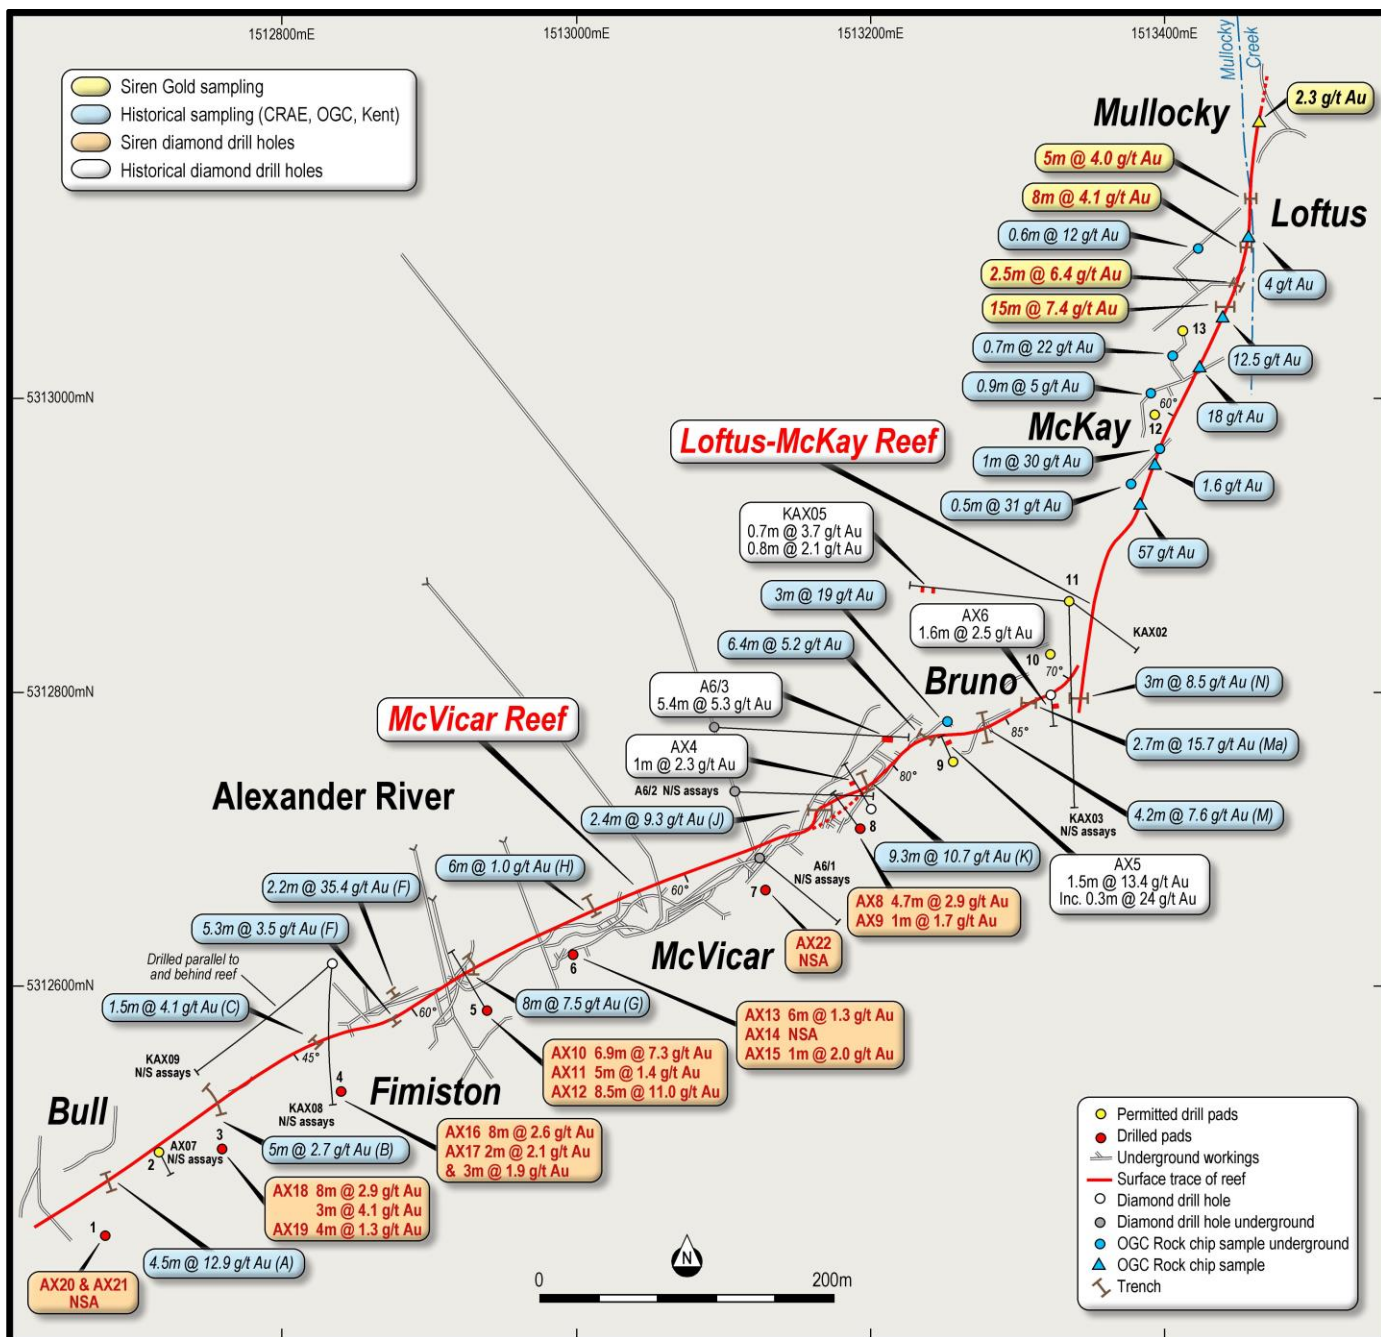 1512800mE
1513000mE
1513200mE
1513400mE
Siren Gold sampling
Historical sampling (CRAE, OGC, Kent)
Siren diamond drill holes
Historical diamond drill holes
Mullocky
Creek
2.3 g/t Au
Mullocky
5m @ 4.0 g/t Au
8m @ 4.1 g/t Au
Loftus
0.6m @ 12 g/t Au
2.5m @ 6.4 g/t Au
4 g/t Au
15m @ 7.4 g/t Au
13
0.7m @ 22 g/t Au
12.5 g/t Au
0.9m @ 5 g/t Au
5313000mN
60°
18 g/t Au
12
McKay
Loftus-McKay Reef
1m @ 30 g/t Au
1.6 g/t Au
0.5m @ 31 g/t Au
KAX05
0.7m @ 3.7 g/t Au
0.8m @ 2.1 g/t Au
57 g/t Au
11
3m @ 19 g/t Au
AX6
1.6m @ 2.5 g/t Au
KAX02
6.4m @ 5.2 g/t Au
10
70°
A6/3
5.4m @ 5.3 g/t Au
Bruno
3m @ 8.5 g/t Au (N)
5312800mN
McVicar Reef
85°
2.7m @ 15.7 g/t Au (Ma)
AX4
1m @ 2.3 g/t Au
9
80°
A6/2 N/S assays
Alexander River
2.4m @ 9.3 g/t Au (J)
8
KAX03
N/S assays
4.2m @ 7.6 g/t Au (M)
9.3m @ 10.7 g/t Au (K)
6m @ 1.0 g/t Au (H)
A6/1
N/S assays
AX5
1.5m @ 13.4 g/t Au
Inc. 0.3m @ 24 g/t Au
2.2m @ 35.4 g/t Au (F)
60°
7
AX8 4.7m @ 2.9 g/t Au
AX9 1m @ 1.7 g/t Au
5.3m @ 3.5 g/t Au (F)
AX22
NSA
McVicar
Drilled parallel to
and behind reef
6
5312600mN
1.5m @ 4.1 g/t Au (C)
60°
5
8m @ 7.5 g/t Au (G)
AX13 6m @ 1.3 g/t Au
AX14 NSA
AX15 1m @ 2.0 g/t Au
45°
KAX09
N/S assays
AX10 6.9m @ 7.3 g/t Au
AX11 5m @ 1.4 g/t Au
AX12 8.5m @ 11.0 g/t Au
4
Fimiston
Bull
KAX08
N/S assays
3
AX07
N/S assays
2
5m @ 2.7 g/t Au (B)
AX16 8m @ 2.6 g/t Au
AX17 2m @ 2.1 g/t Au
& 3m @ 1.9 g/t Au
AX18 8m @ 2.9 g/t Au
3m @ 4.1 g/t Au
AX19 4m @ 1.3 g/t Au
1
4.5m @ 12.9 g/t Au (A)
AX20 & AX21
NSA
N
0
200m
Permitted drill pads
Drilled pads
Underground workings
Surface trace of reef
Diamond drill hole
Diamond drill hole underground
OGC Rock chip sample underground
OGC Rock chip sample
Trench